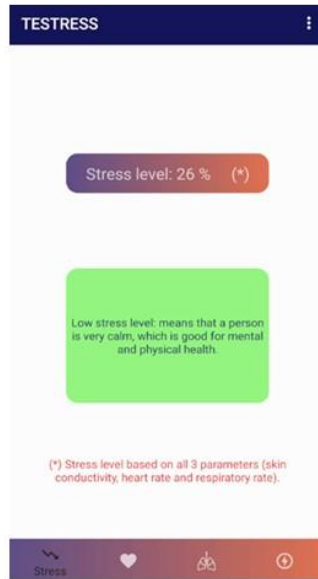 TESTRESS
Stress level: 26 % (*)
Low stress level: means that a person
is very calm, which is good for mental
and physical health.
(*) Stress level based on all 3 parameters (skin
conductivity, heart rate and respiratory rate).
Stress